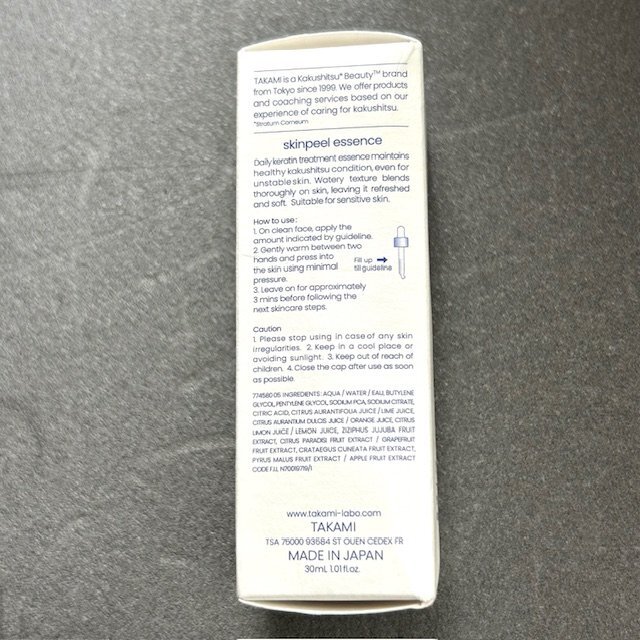 TAKAMI is a Kakushitsu* Beauty™ brand
from Tokyo since 1999. We offer products
and coaching services based on our
experience of caring for kakushitsu.
*Stratum Corneum
skinpeel essence
Daily keratin treatment essence maintains
healthy kakushitsu condition, even for
unstable skin. Watery texture blends
thoroughly on skin, leaving it refreshed
and soft. Suitable for sensitive skin.
How to use:
1. On clean face, apply the
amount indicated by guideline.
2. Gently warm between two
hands and press into
the skin using minimal
pressure.
3. Leave on for approximately
3 mins before following the
next skincare steps.
Fill up
fill guideline
Caution
1. Please stop using in case of any skin
irregularities. 2. Keep in a cool place or
avoiding sunlight. 3. Keep out of reach of
children. 4. Close the cap after use as soon
as possible.
774560 05 INGREDIENTS: AQUA / WATER / EAU, BUTYLENE
GLYCOL, PENTYLENE GLYCOL, SODIUM PCA, SODIUM CITRATE,
CITRIC ACID, CITRUS AURANTIFOLIA JUICE / LIME JUICE,
CITRUS AURANTIUM DULCIS JUICE / ORANGE JUICE, CITRUS
LIMON JUICE / LEMON JUICE, ZIZIPHUS JUJUBA FRUIT
EXTRACT, CITRUS PARADISI FRUIT EXTRACT / GRAPEFRUIT
FRUIT EXTRACT, CRATAEGUS CUNEATA FRUIT EXTRACT,
PYRUS MALUS FRUIT EXTRACT / APPLE FRUIT EXTRACT
CODE F.I.L N70019719/1
www.takami-labo.com
TAKAMI
TSA 75000 93584 ST OUEN CEDEX FR
MADE IN JAPAN
30mL 1.01fl.oz.